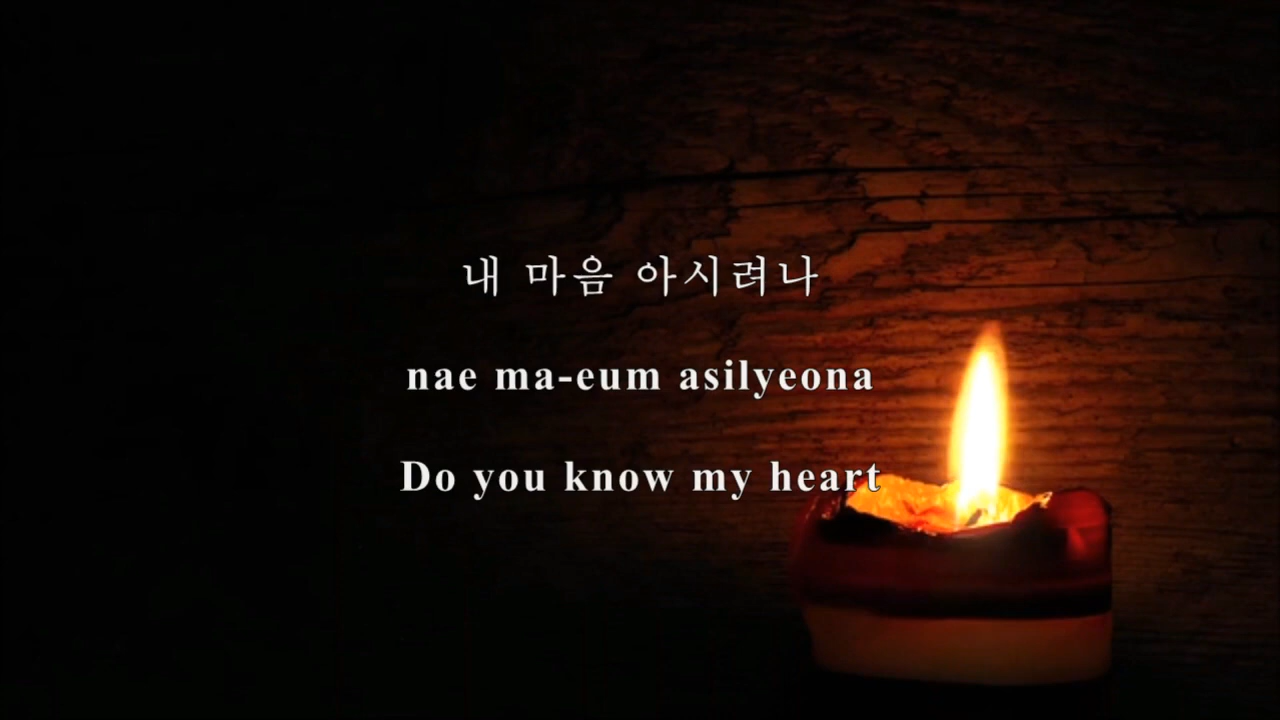 내 마음 아시려나
nae ma-eum asilyeona
Do you know my heart